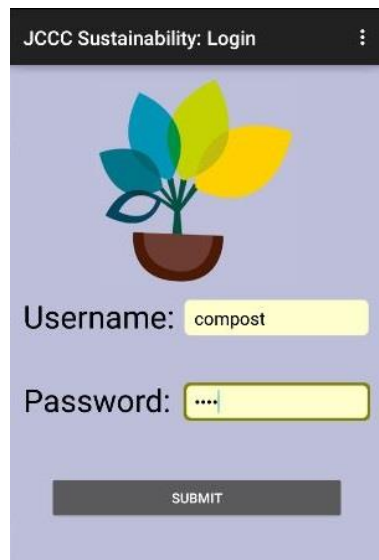 JCCC Sustainability: Login
Username: compost
Password: ••••
SUBMIT